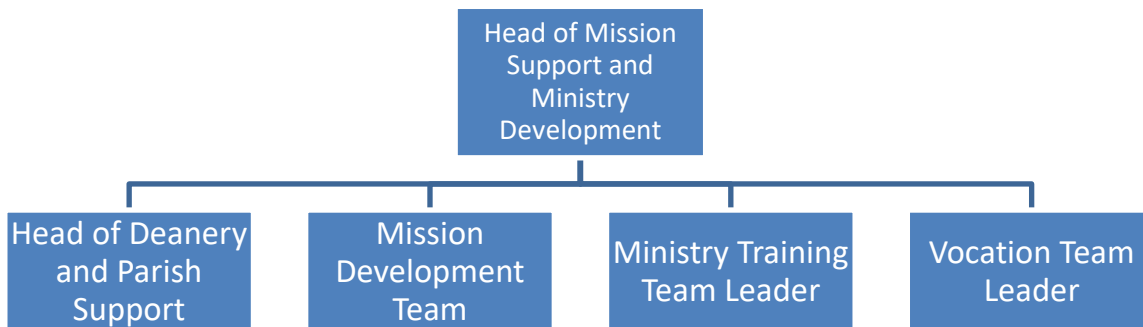 Head of Mission
Support and
Ministry
Development
Head of Deanery
and Parish
Support
Mission
Development
Team
Ministry Training
Team Leader
Vocation Team
Leader